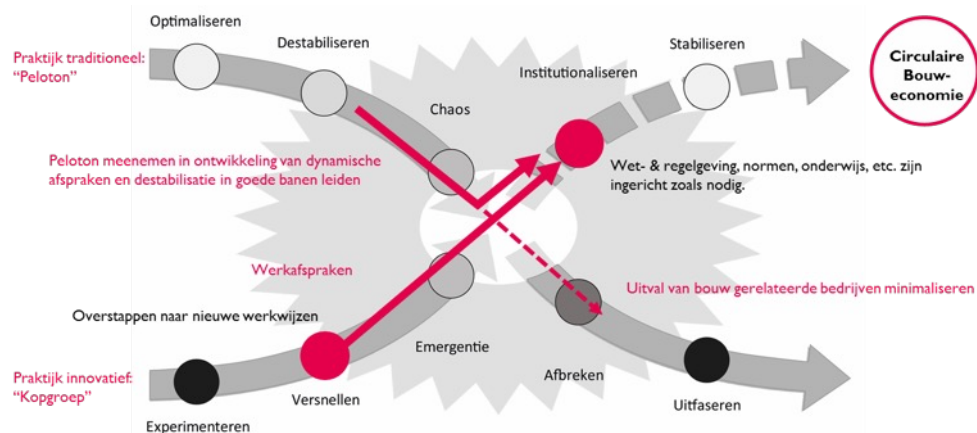 Optimaliseren
Destabiliseren
Stabiliseren
Praktijk traditioneel:
“Peloton”
Institutionaliseren
Circulaire
Bouw-
economie
Chaos
Peloton meenemen in ontwikkeling van dynamische
afspraken en destabilisatie in goede banen leiden
Wet- & regelgeving, normen, onderwijs, etc. zijn
ingericht zoals nodig.
Werkafspraken
Uitval van bouw gerelateerde bedrijven minimaliseren
Overstappen naar nieuwe werkwijzen
Emergentie
Praktijk innovatief:
“Kopgroep”
Versnellen
Afbreken
Uitfaseren
Experimenteren